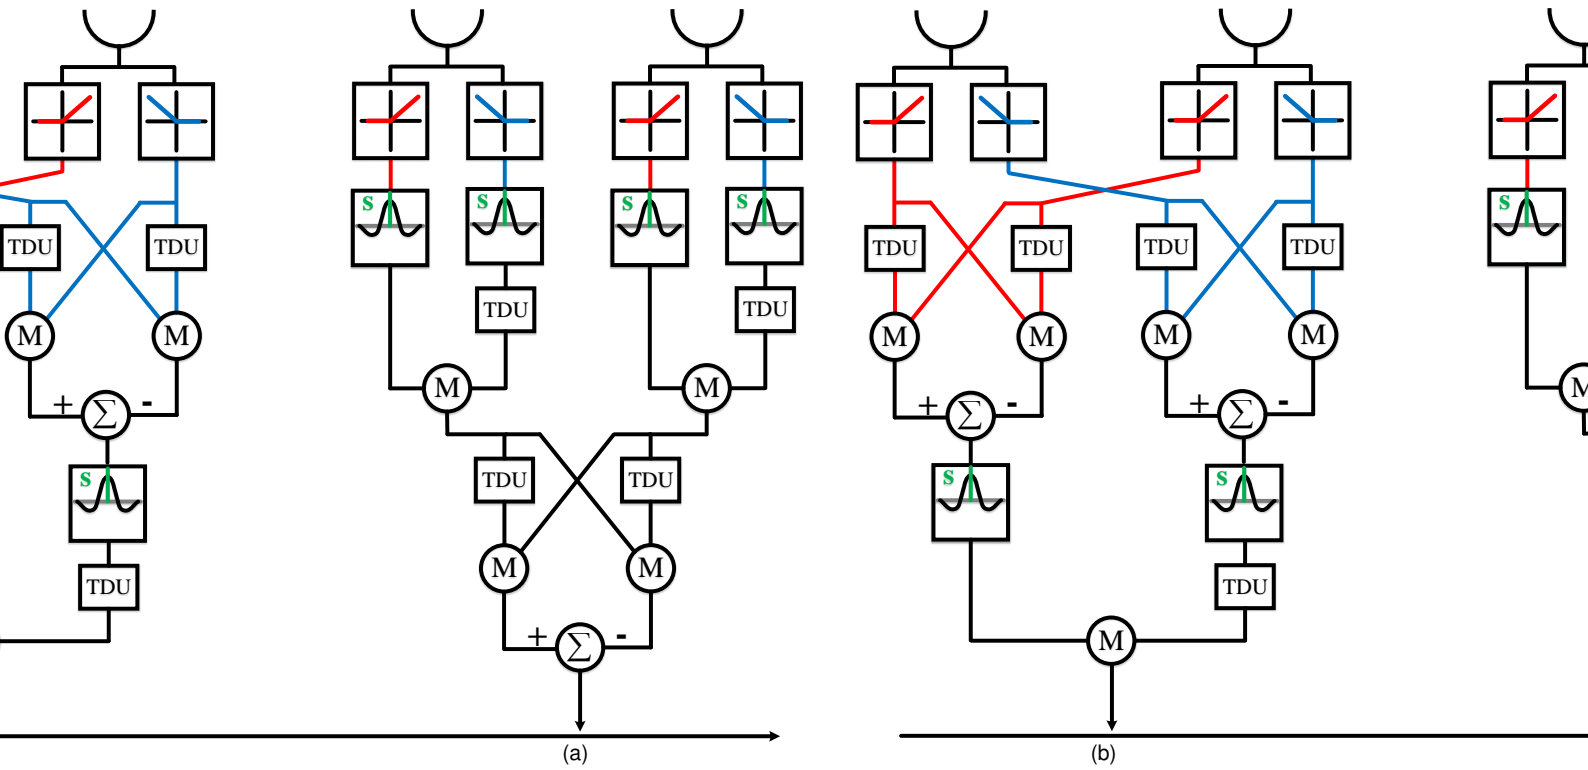 s s s s s
TDU TDU TDU TDU TDU TDU
TDU TDU
M M M M M M
M M M
+ Σ - + Σ - + Σ -
s TDU TDU s s
M M
TDU TDU
+ Σ - M
(a) (b)